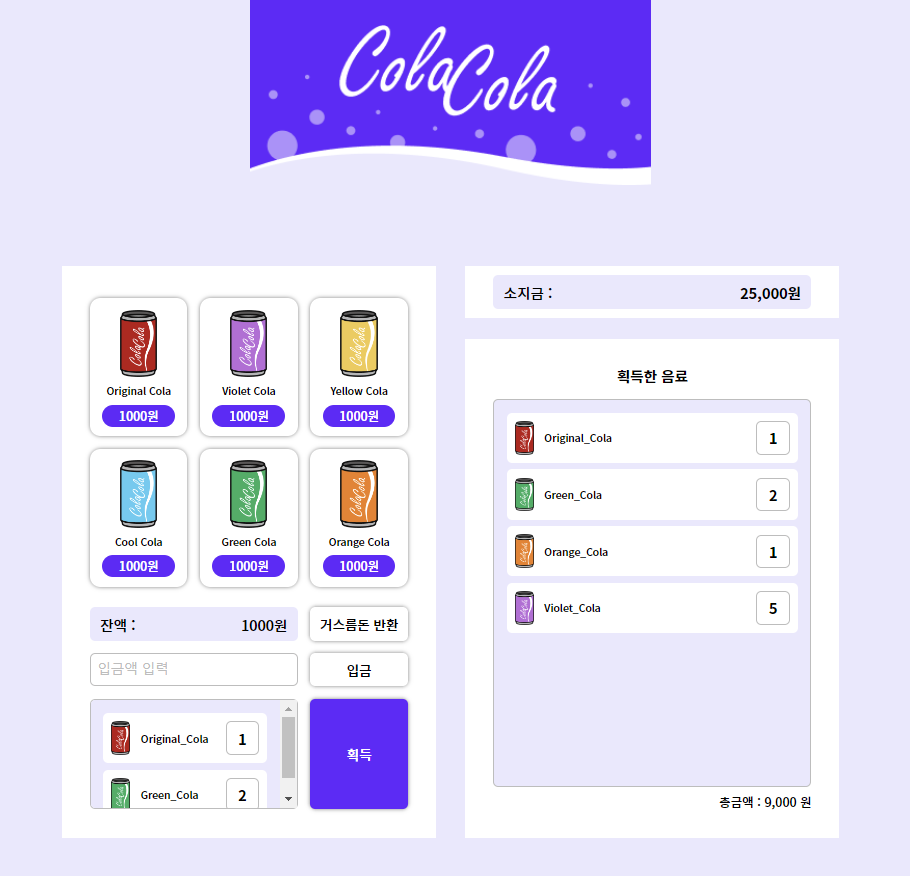 ColaCola
Original Cola
1000원
Violet Cola
1000원
Yellow Cola
1000원
Cool Cola
1000원
Green Cola
1000원
Orange Cola
1000원
잔액 : 1000원
거스름돈 반환
입금액 입력
입금
Original_Cola 1
Green_Cola 2
획득
소지금 : 25,000원
획득한 음료
Original_Cola 1
Green_Cola 2
Orange_Cola 1
Violet_Cola 5
총금액 : 9,000 원